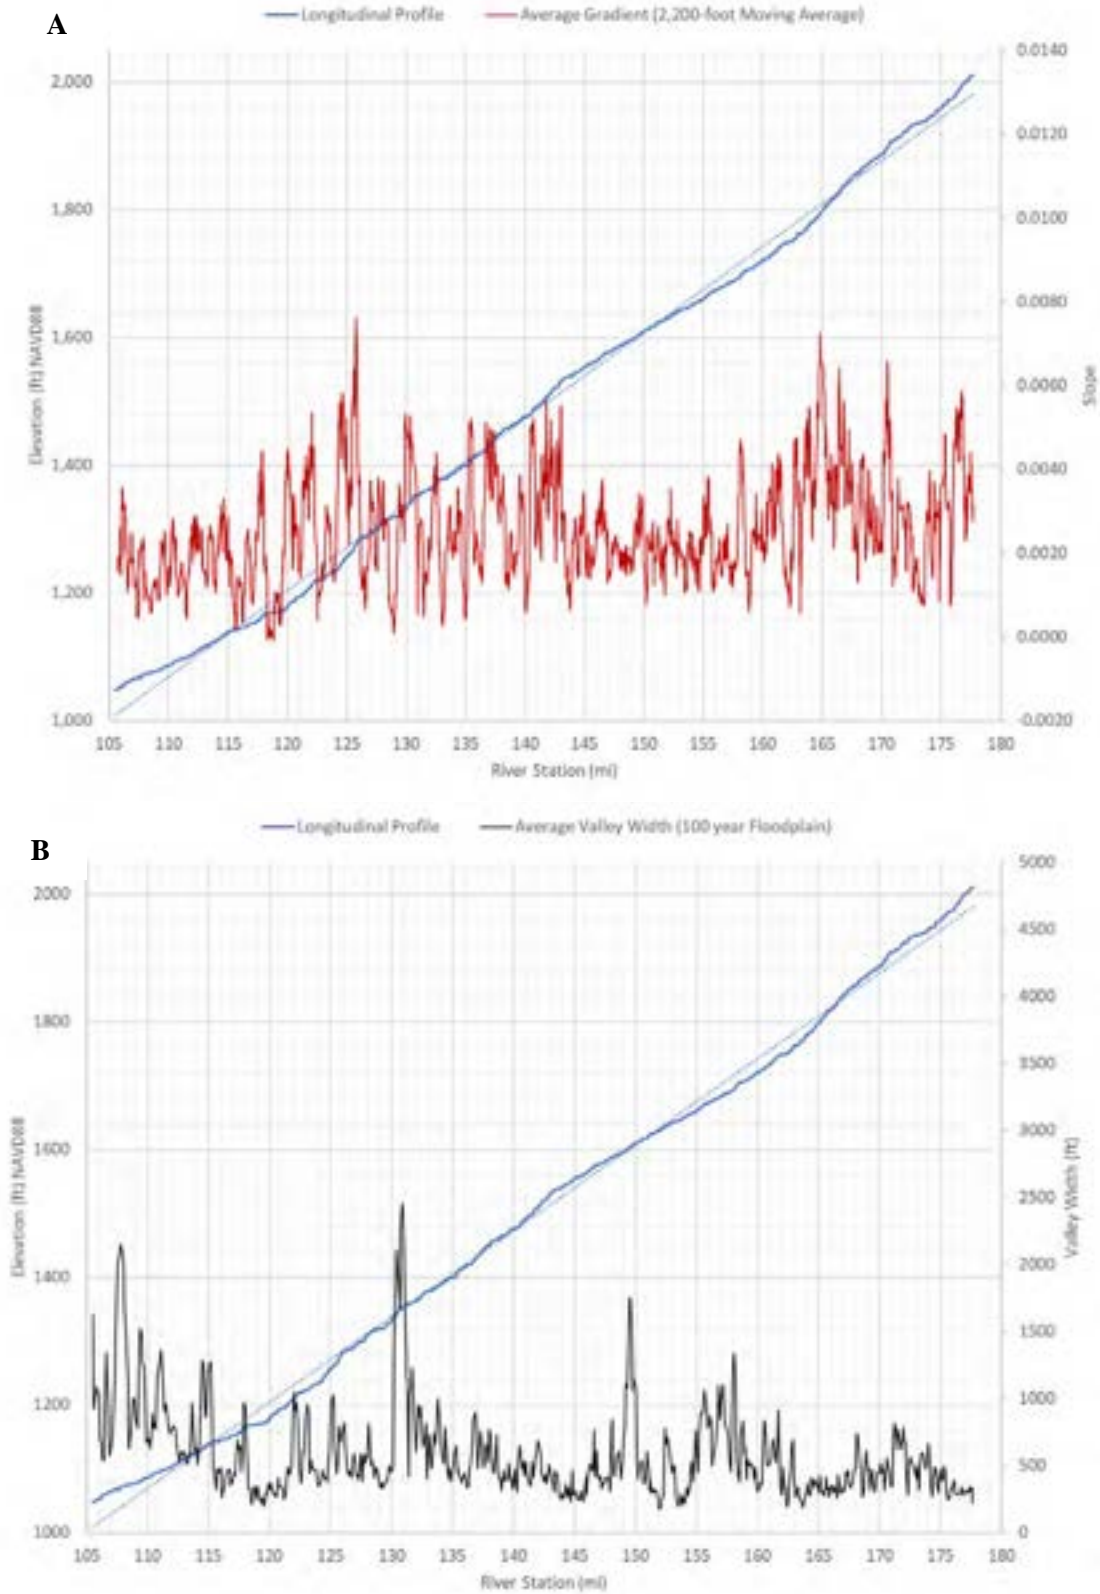 A
Longitudinal Profile Average Gradient (2,200-foot Moving Average)
2,000
1,800
1,600
1,400
1,200
1,000
Elevation (ft) NAVD88
0.0140
0.0120
0.0100
0.0080
0.0060
0.0040
0.0020
0.0000
-0.0020
Slope
105 110 115 120 125 130 135 140 145 150 155 160 165 170 175 180
River Station (mi)
B
Longitudinal Profile Average Valley Width (100 year Floodplain)
2000
1800
1600
1400
1200
1000
Elevation (ft) NAVD88
5000
4500
4000
3500
3000
2500
2000
1500
1000
500
0
Valley Width (ft)
105 110 115 120 125 130 135 140 145 150 155 160 165 170 175 180
River Station (mi)